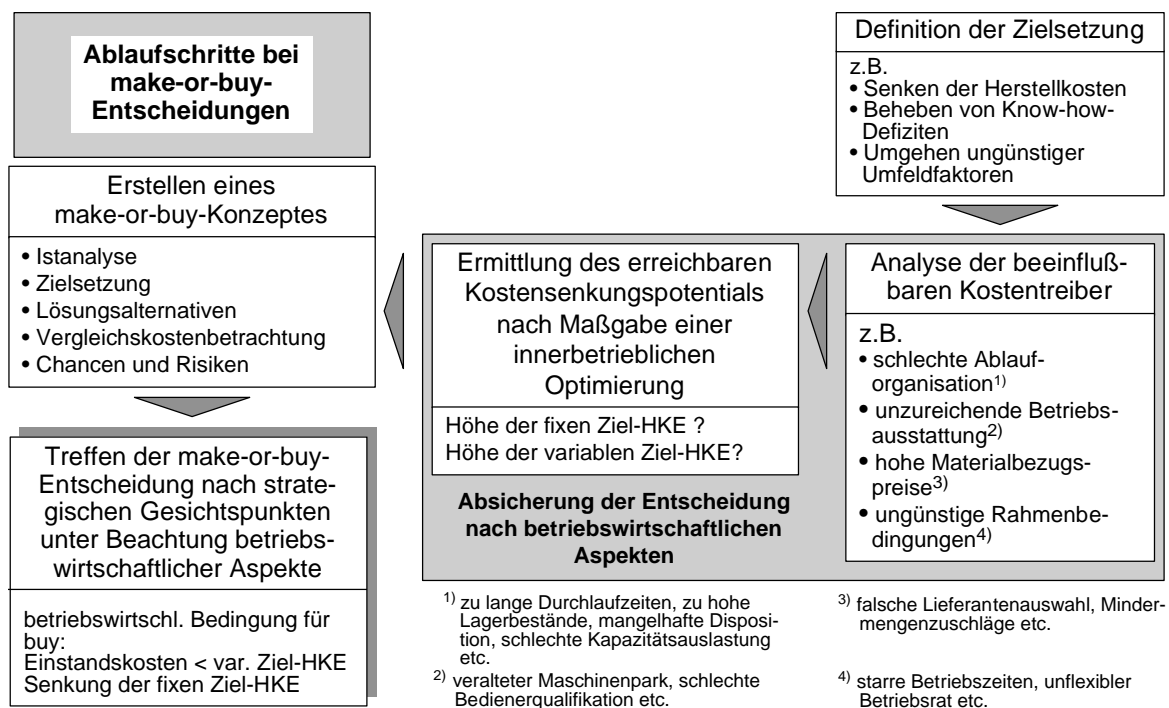 Ablaufschritte bei
make-or-buy-
Entscheidungen
Definition der Zielsetzung
z.B.
• Senken der Herstellkosten
• Beheben von Know-how-
Defiziten
• Umgehen ungünstiger
Umfeldfaktoren
Analyse der beeinfluß-
baren Kostentreiber
z.B.
• schlechte Ablauf-
organisation1)
• unzureichende Betriebs-
ausstattung2)
• hohe Materialbezugs-
preise3)
• ungünstige Rahmenbe-
dingungen4)
Ermittlung des erreichbaren
Kostensenkungspotentials
nach Maßgabe einer
innerbetrieblichen
Optimierung
Höhe der fixen Ziel-HKE ?
Höhe der variablen Ziel-HKE?
Absicherung der Entscheidung
nach betriebswirtschaftlichen
Aspekten
Erstellen eines
make-or-buy-Konzeptes
• Istanalyse
• Zielsetzung
• Lösungsalternativen
• Vergleichskostenbetrachtung
• Chancen und Risiken
Treffen der make-or-buy-
Entscheidung nach strate-
gischen Gesichtspunkten
unter Beachtung betriebs-
wirtschaftlicher Aspekte
betriebswirtschl. Bedingung für
buy:
Einstandskosten < var. Ziel-HKE
Senkung der fixen Ziel-HKE
1) zu lange Durchlaufzeiten, zu hohe
Lagerbestände, mangelhafte Disposi-
tion, schlechte Kapazitätsauslastung
etc.
2) veralteter Maschinenpark, schlechte
Bedienerqualifikation etc.
3) falsche Lieferantenauswahl, Minder-
mengenzuschläge etc.
4) starre Betriebszeiten, unflexibler
Betriebsrat etc.